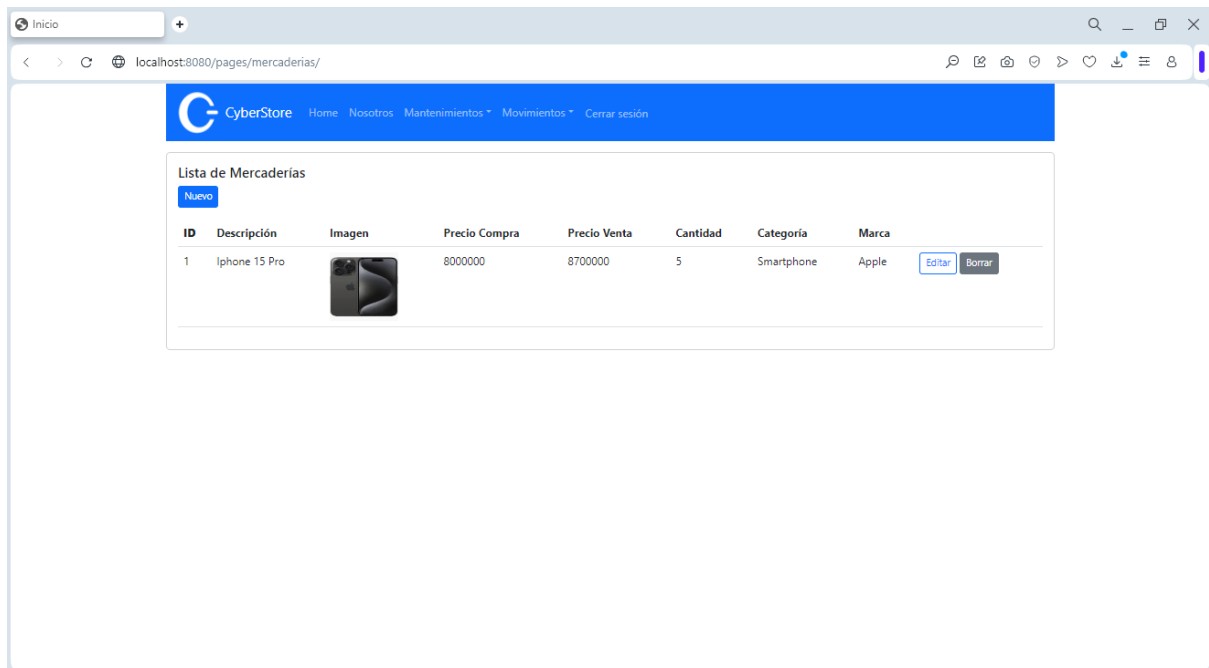 Inicio
localhost:8080/pages/mercaderias/
CyberStore Home Nosotros Mantenimientos Movimientos Cerrar sesión
Lista de Mercaderías
Nuevo
ID Descripción Imagen Precio Compra Precio Venta Cantidad Categoría Marca
1 Iphone 15 Pro 8000000 8700000 5 Smartphone Apple Editar Borrar